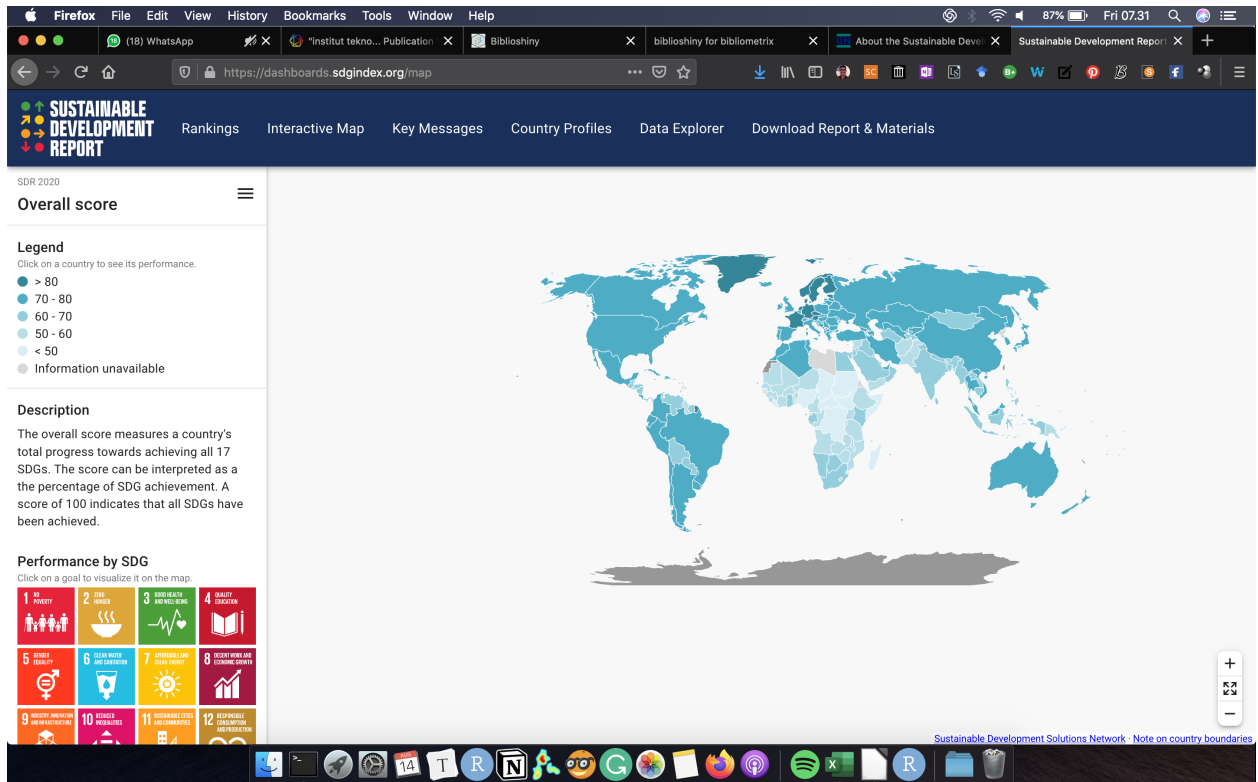 Firefox File Edit View History Bookmarks Tools Window Help
87% Fri 07.31
(18) WhatsApp
"institut tekno... Publication
Biblioshiny
biblioshiny for bibliometrix
About the Sustainable Devel
Sustainable Development Report
https://dashboards.sdgindex.org/map
SUSTAINABLE
DEVELOPMENT
REPORT
Rankings Interactive Map Key Messages Country Profiles Data Explorer Download Report & Materials
SDR 2020
Overall score
Legend
Click on a country to see its performance.
> 80
70 - 80
60 - 70
50 - 60
< 50
Information unavailable
Description
The overall score measures a country's
total progress towards achieving all 17
SDGs. The score can be interpreted as a
the percentage of SDG achievement. A
score of 100 indicates that all SDGs have
been achieved.
Performance by SDG
Click on a goal to visualize it on the map.
1 NO POVERTY
2 ZERO HUNGER
3 GOOD HEALTH AND WELL-BEING
4 QUALITY EDUCATION
5 GENDER EQUALITY
6 CLEAN WATER AND SANITATION
7 AFFORDABLE AND CLEAN ENERGY
8 DECENT WORK AND ECONOMIC GROWTH
9 INDUSTRY, INNOVATION AND INFRASTRUCTURE
10 REDUCED INEQUALITIES
11 SUSTAINABLE CITIES AND COMMUNITIES
12 RESPONSIBLE CONSUMPTION AND PRODUCTION
Sustainable Development Solutions Network · Note on country boundaries
AUG
14